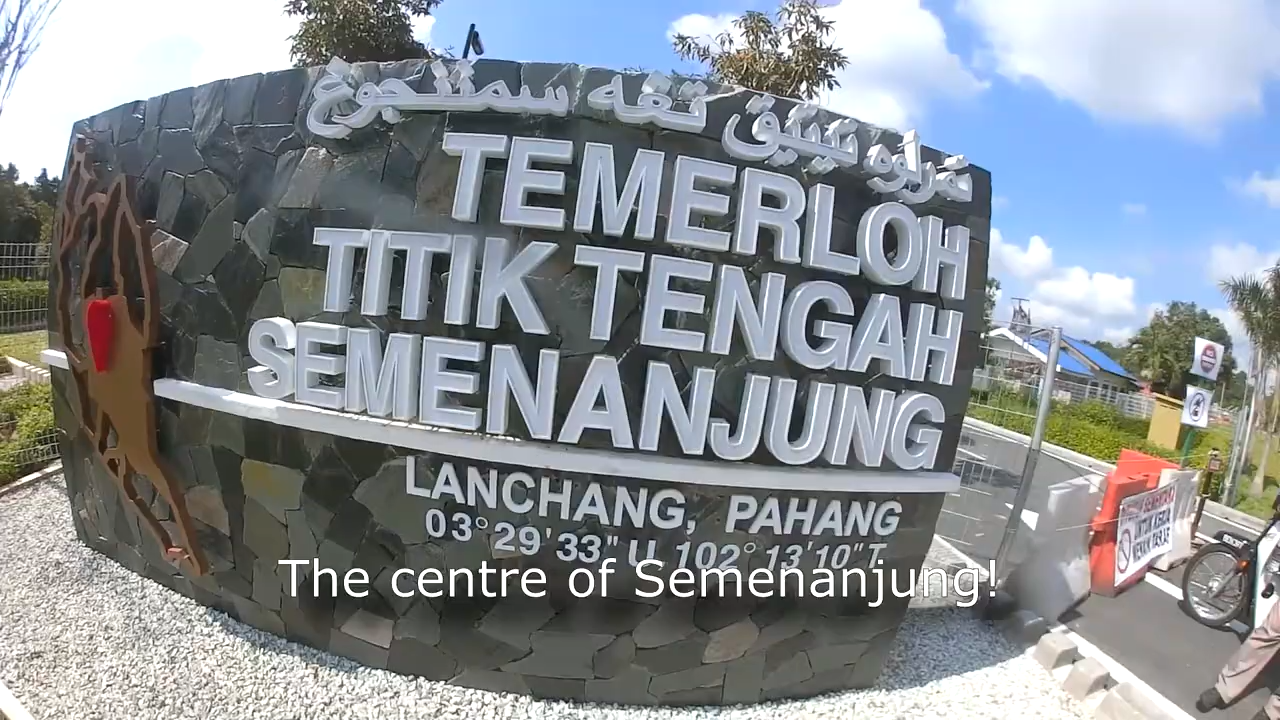 تمرلوه تيتيق تڠه سمننجوڠ
TEMERLOH
TITIK TENGAH
SEMENANJUNG
LANCHANG, PAHANG
03°29'33" U 102°13'10" T
The centre of Semenanjung!